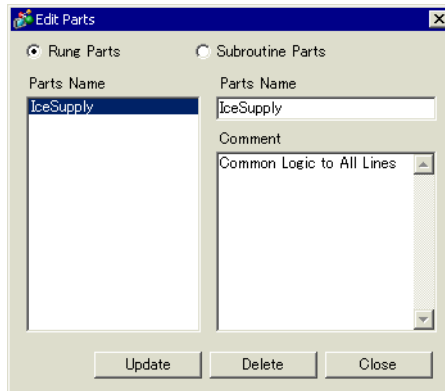 Edit Parts
Rung Parts Subroutine Parts
Parts Name Parts Name
IceSupply IceSupply
Comment
Common Logic to All Lines
Update Delete Close